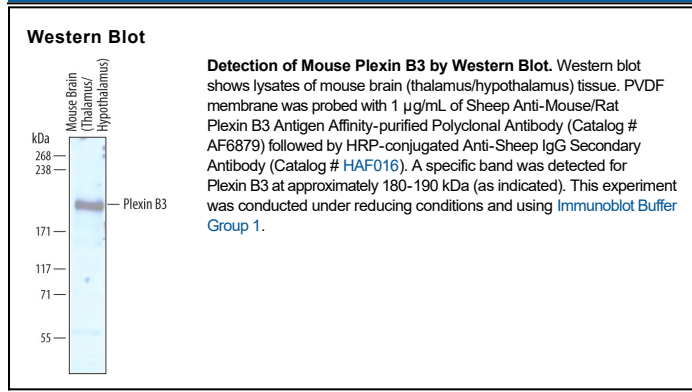 Western Blot
Mouse Brain
(Thalamus/
Hypothalamus)
kDa
268
238
Plexin B3
171
117
71
55
Detection of Mouse Plexin B3 by Western Blot. Western blot
shows lysates of mouse brain (thalamus/hypothalamus) tissue. PVDF
membrane was probed with 1 µg/mL of Sheep Anti-Mouse/Rat
Plexin B3 Antigen Affinity-purified Polyclonal Antibody (Catalog #
AF6879) followed by HRP-conjugated Anti-Sheep IgG Secondary
Antibody (Catalog # HAF016). A specific band was detected for
Plexin B3 at approximately 180-190 kDa (as indicated). This experiment
was conducted under reducing conditions and using Immunoblot Buffer
Group 1.